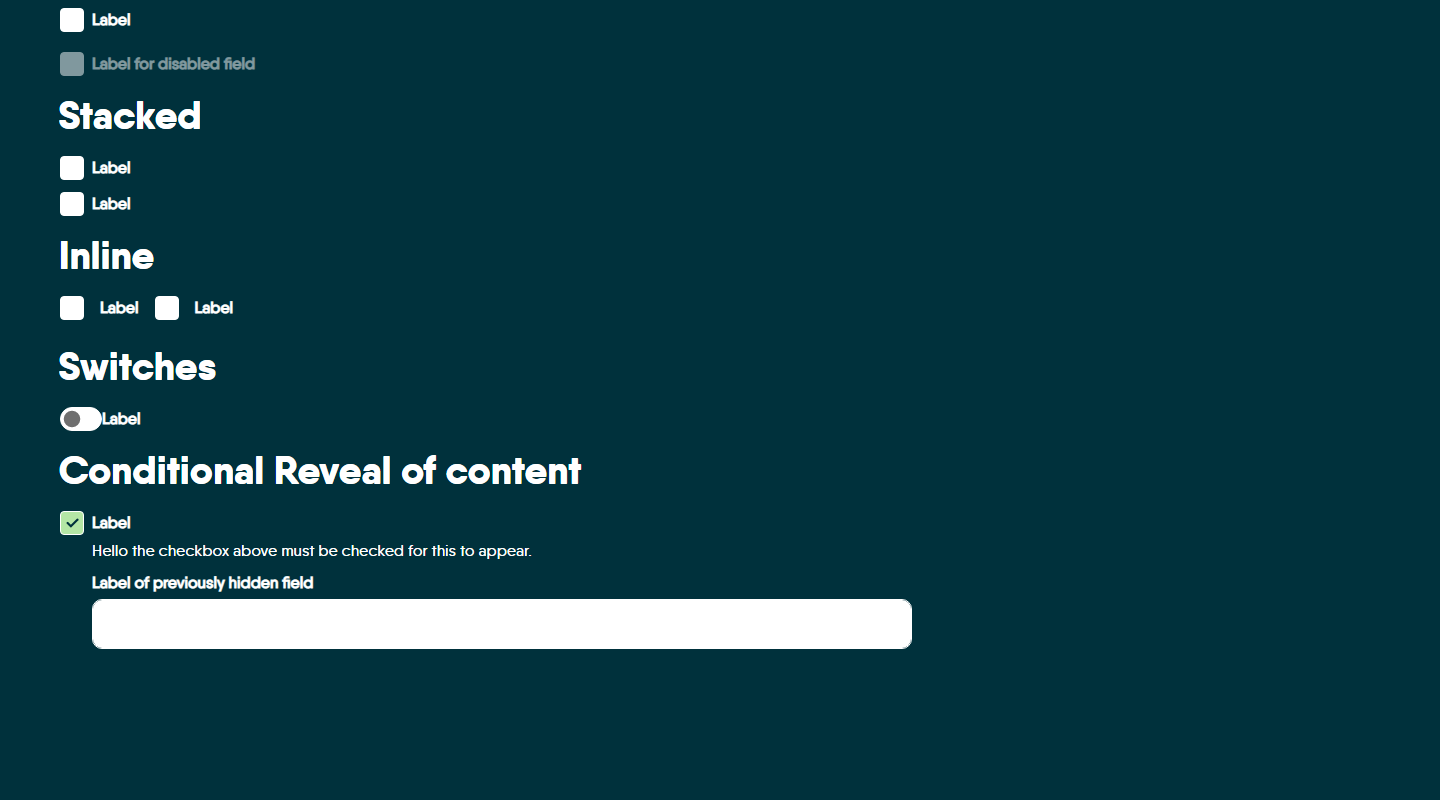 Label
Label for disabled field
Stacked
Label
Label
Inline
Label Label
Switches
Label
Conditional Reveal of content
Label
Hello the checkbox above must be checked for this to appear.
Label of previously hidden field